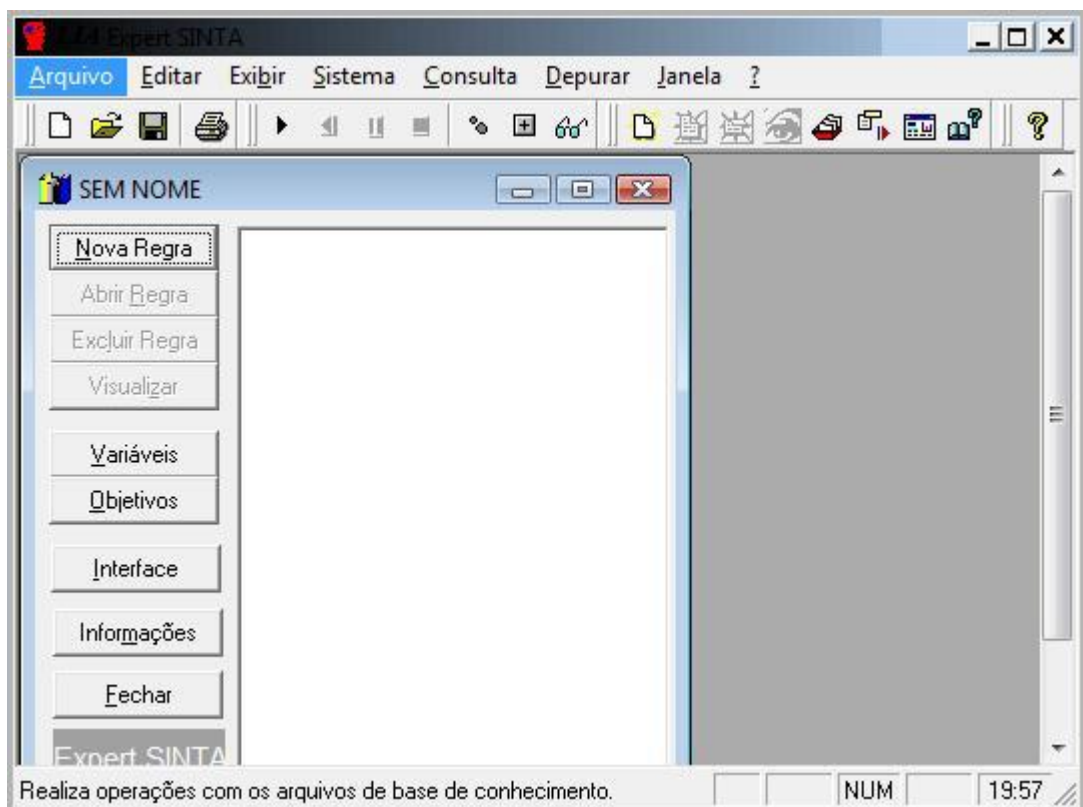 LIA Expert SINTA
Arquivo Editar Exibir Sistema Consulta Depurar Janela ?
SEM NOME
Nova Regra
Abrir Regra
Excluir Regra
Visualizar
Variáveis
Objetivos
Interface
Informações
Fechar
Expert SINTA
Realiza operações com os arquivos de base de conhecimento. NUM 19:57